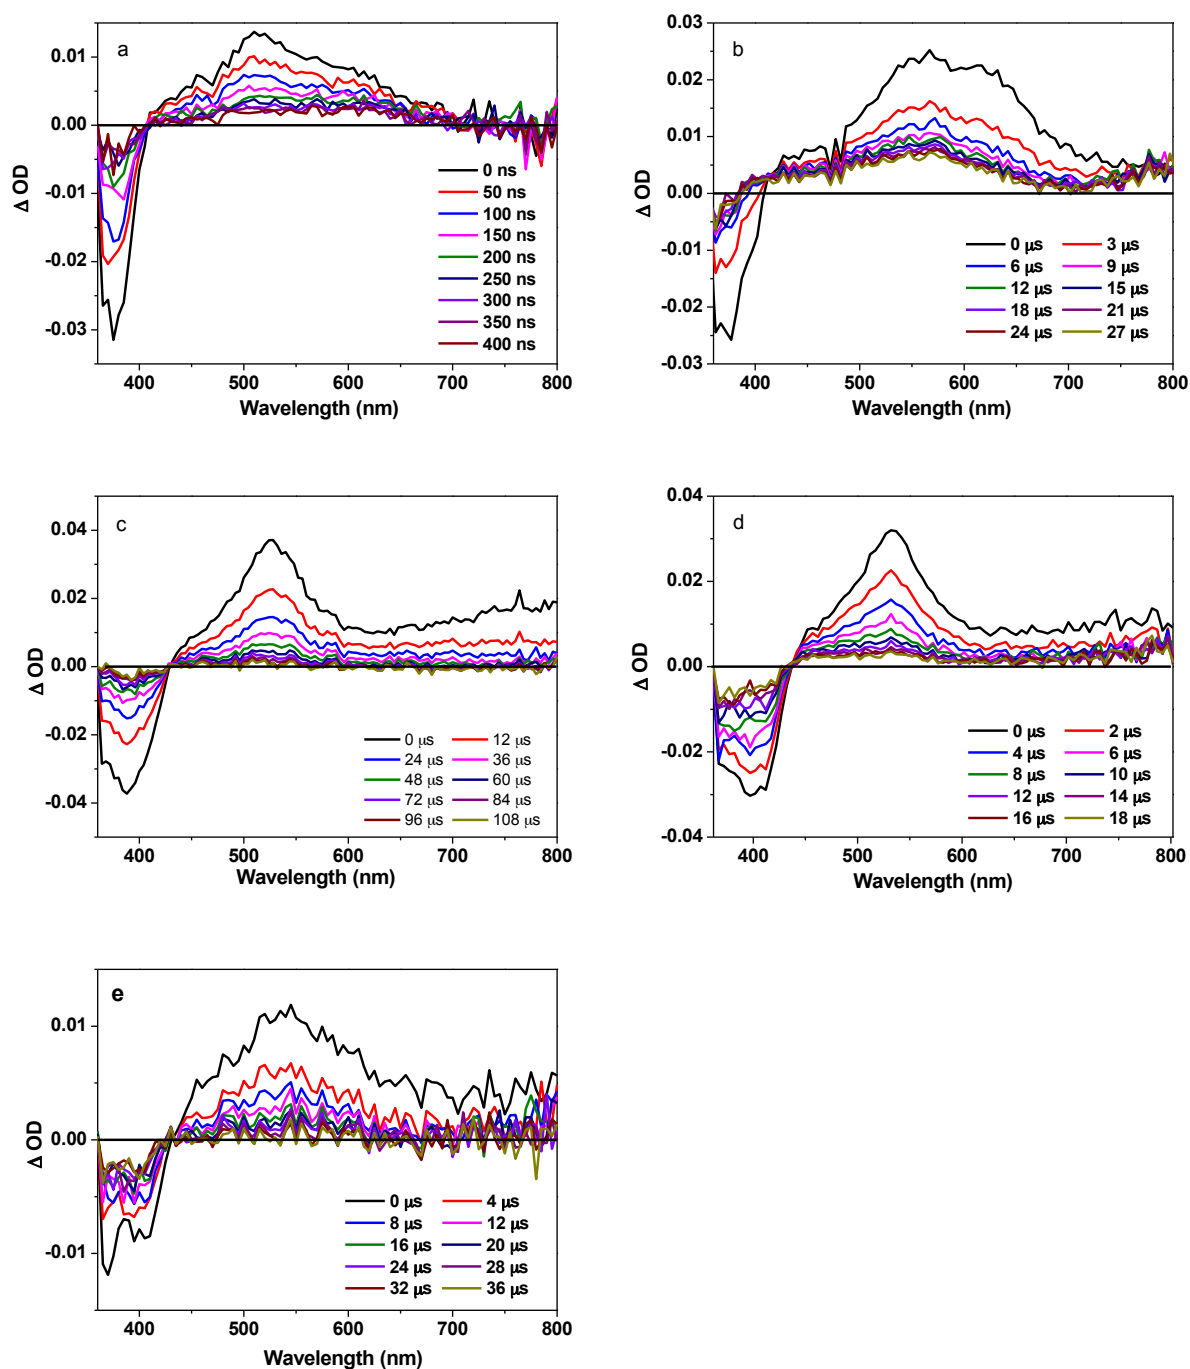 a
0.01
0.00
-0.01
-0.02
-0.03
Δ OD
0 ns
50 ns
100 ns
150 ns
200 ns
250 ns
300 ns
350 ns
400 ns
400 500 600 700 800
Wavelength (nm)
b
0.03
0.02
0.01
0.00
-0.01
-0.02
-0.03
Δ OD
0 μs 3 μs
6 μs 9 μs
12 μs 15 μs
18 μs 21 μs
24 μs 27 μs
400 500 600 700 800
Wavelength (nm)
c
0.04
0.02
0.00
-0.02
-0.04
Δ OD
0 μs 12 μs
24 μs 36 μs
48 μs 60 μs
72 μs 84 μs
96 μs 108 μs
400 500 600 700 800
Wavelength (nm)
d
0.04
0.02
0.00
-0.02
-0.04
Δ OD
0 μs 2 μs
4 μs 6 μs
8 μs 10 μs
12 μs 14 μs
16 μs 18 μs
400 500 600 700 800
Wavelength (nm)
e
0.01
0.00
-0.01
Δ OD
0 μs 4 μs
8 μs 12 μs
16 μs 20 μs
24 μs 28 μs
32 μs 36 μs
400 500 600 700 800
Wavelength (nm)